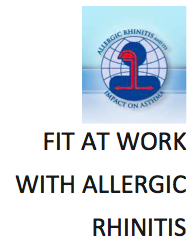 ALLERGIC RHINITIS and its
IMPACT ON ASTHMA
FIT AT WORK
WITH ALLERGIC
RHINITIS